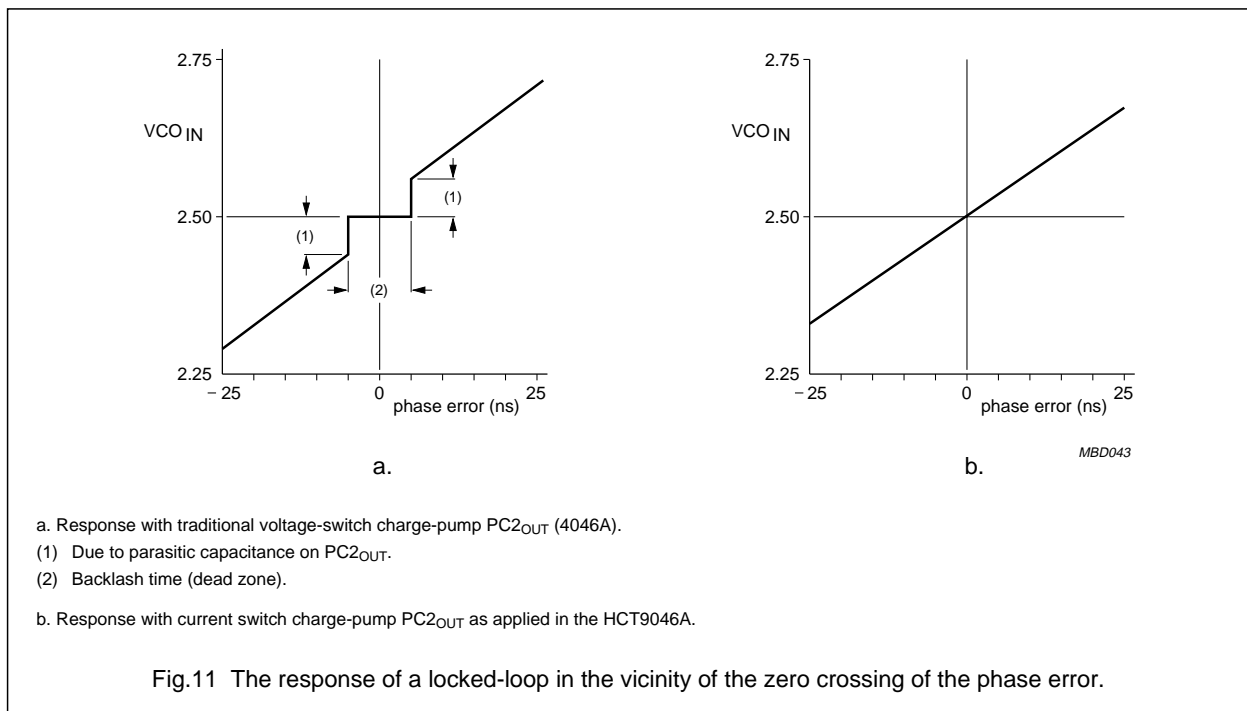 2.75
VCO IN
2.50
2.25
(1)
(1)
(2)
– 25
0
25
phase error (ns)
a.
2.75
VCO IN
2.50
2.25
– 25
0
25
phase error (ns)
b.
MBD043
a. Response with traditional voltage-switch charge-pump PC2OUT (4046A).
(1) Due to parasitic capacitance on PC2OUT.
(2) Backlash time (dead zone).
b. Response with current switch charge-pump PC2OUT as applied in the HCT9046A.
Fig.11 The response of a locked-loop in the vicinity of the zero crossing of the phase error.